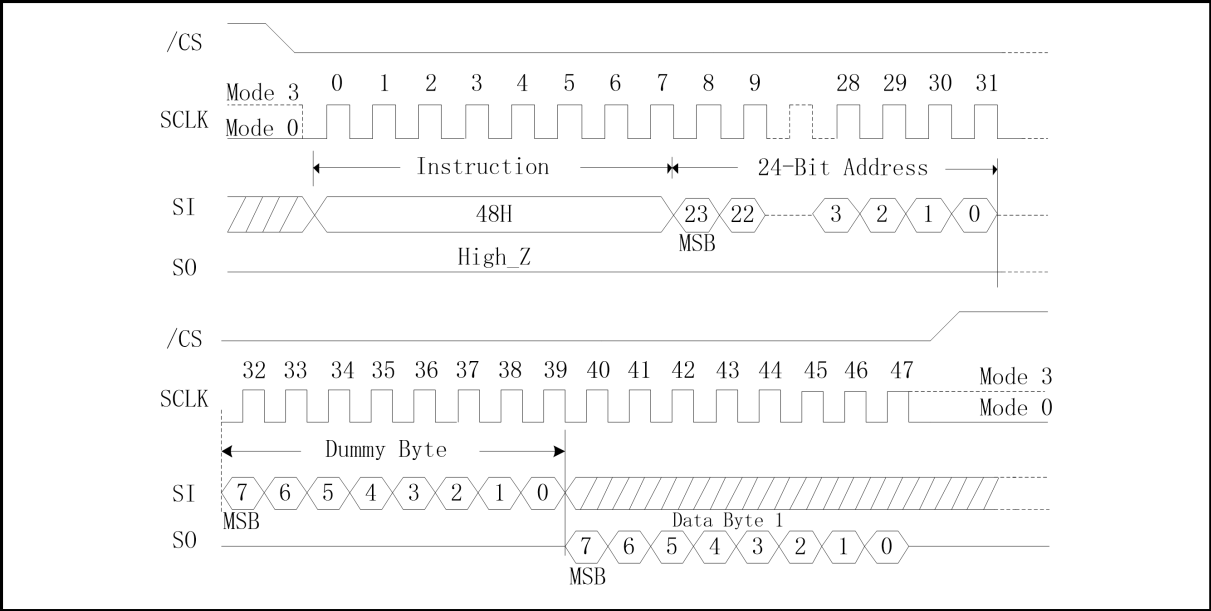 /CS
0 1 2 3 4 5 6 7 8 9 28 29 30 31
Mode 3
SCLK
Mode 0
Instruction 24-Bit Address
SI 48H 23 22 3 2 1 0
MSB
High_Z
SO
/CS
32 33 34 35 36 37 38 39 40 41 42 43 44 45 46 47
Mode 3
SCLK
Mode 0
Dummy Byte
SI 7 6 5 4 3 2 1 0
MSB Data Byte 1
SO 7 6 5 4 3 2 1 0
MSB